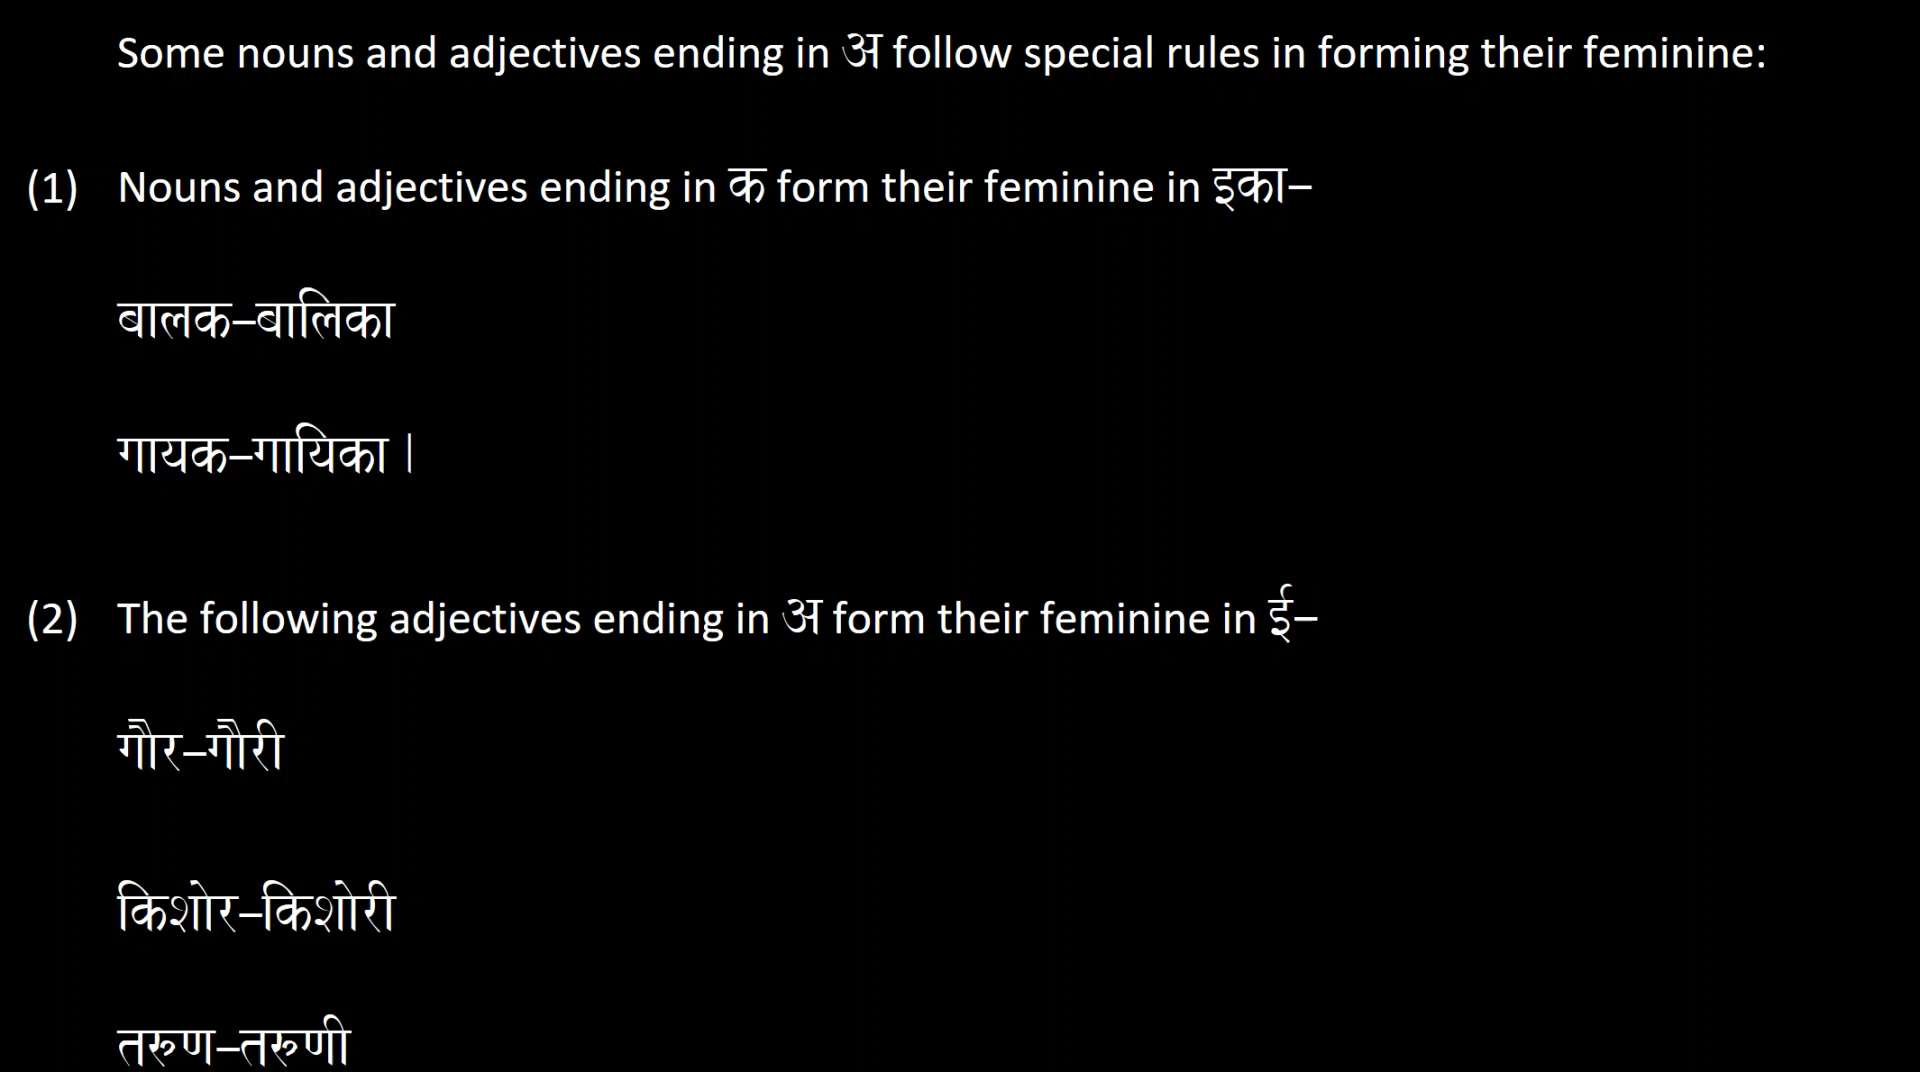 Some nouns and adjectives ending in अ follow special rules in forming their feminine:
(1) Nouns and adjectives ending in क form their feminine in इका–
बालक–बालिका
गायक–गायिका।
(2) The following adjectives ending in अ form their feminine in ई–
गौर–गौरी
किशोर–किशोरी
तरुण–तरुणी